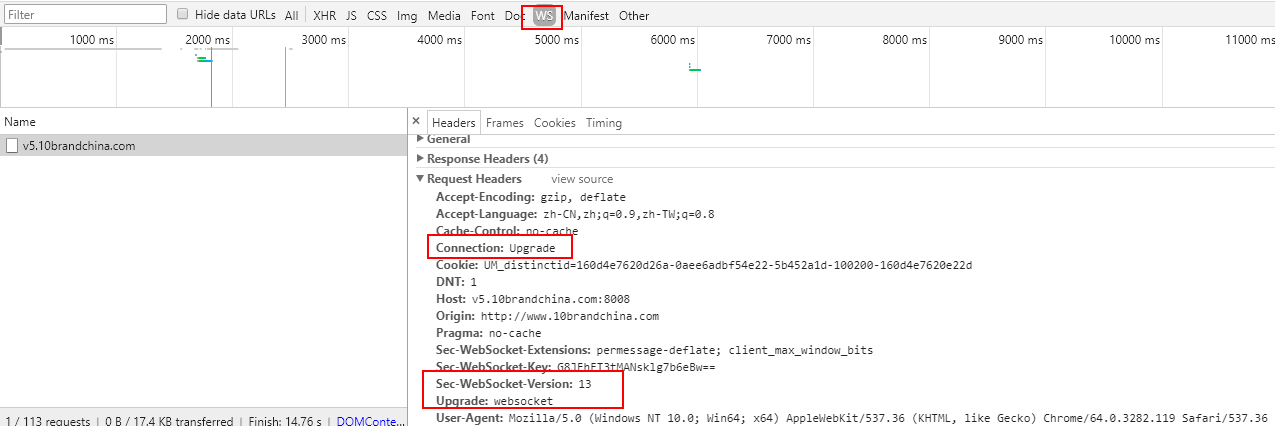 Filter Hide data URLs All XHR JS CSS Img Media Font Doc WS Manifest Other
1000 ms 2000 ms 3000 ms 4000 ms 5000 ms 6000 ms 7000 ms 8000 ms 9000 ms 10000 ms 11000 ms
Name
v5.10brandchina.com
× Headers Frames Cookies Timing
General
Response Headers (4)
Request Headers view source
Accept-Encoding: gzip, deflate
Accept-Language: zh-CN,zh;q=0.9,zh-TW;q=0.8
Cache-Control: no-cache
Connection: Upgrade
Cookie: UM_distinctid=160d4e7620d26a-0aee6adbf54e22-5b452a1d-100200-160d4e7620e22d
DNT: 1
Host: v5.10brandchina.com:8008
Origin: http://www.10brandchina.com
Pragma: no-cache
Sec-WebSocket-Extensions: permessage-deflate; client_max_window_bits
Sec-WebSocket-Key:
Sec-WebSocket-Version: 13
Upgrade: websocket
User-Agent: Mozilla/5.0 (Windows NT 10.0; Win64; x64) AppleWebKit/537.36 (KHTML, like Gecko) Chrome/64.0.3282.119 Safari/537.36
1 / 113 requests | 0 B / 17.4 KB transferred | Finish: 14.76 s | DOMConte...